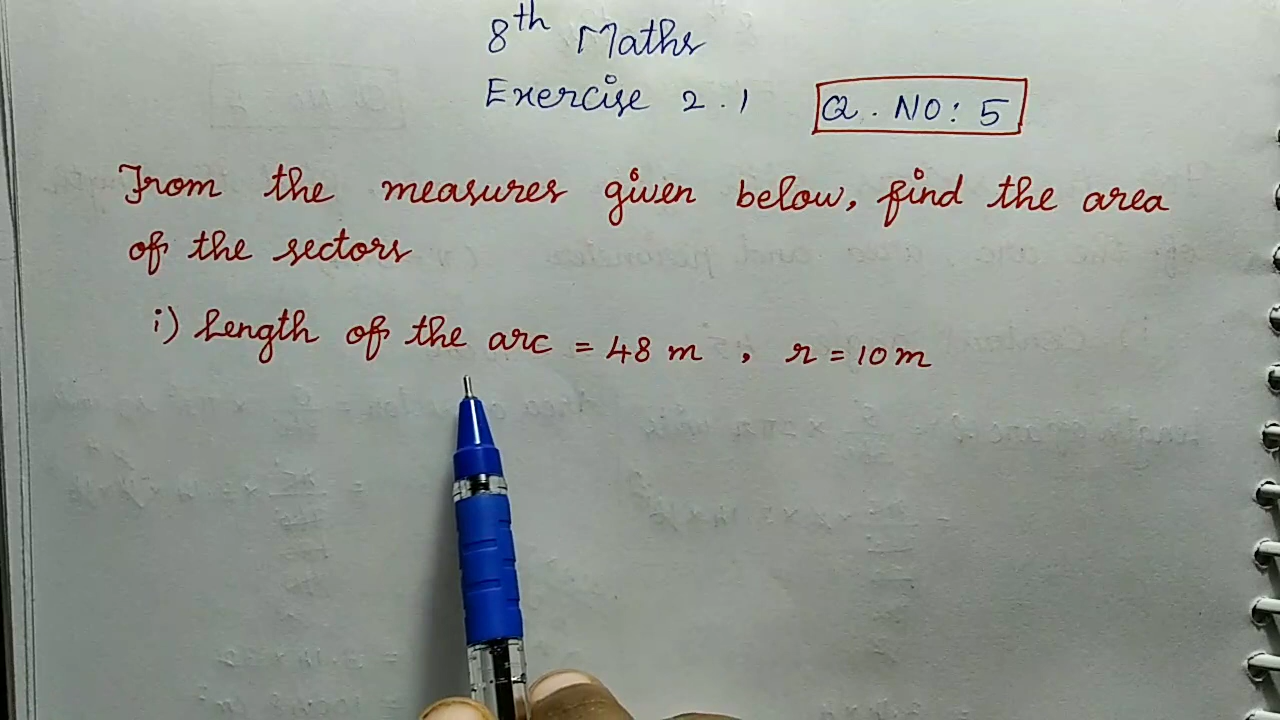 8th Maths
Exercise 2.1 Q.NO: 5
From the measures given below, find the area
of the sectors
i) Length of the arc = 48 m , r = 10 m